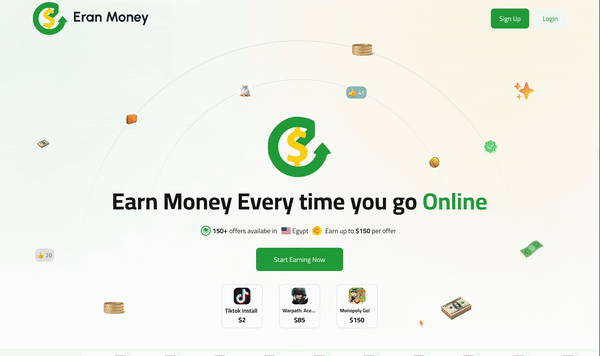 Eran Money
Sign Up
Login
41
Earn Money Every time you go Online
150+ offers availabe in Egypt Earn up to $150 per offer
20
Start Earning Now
Tiktok install
Warpath: Ace...
Monopoly Go!
$2
$85
$150